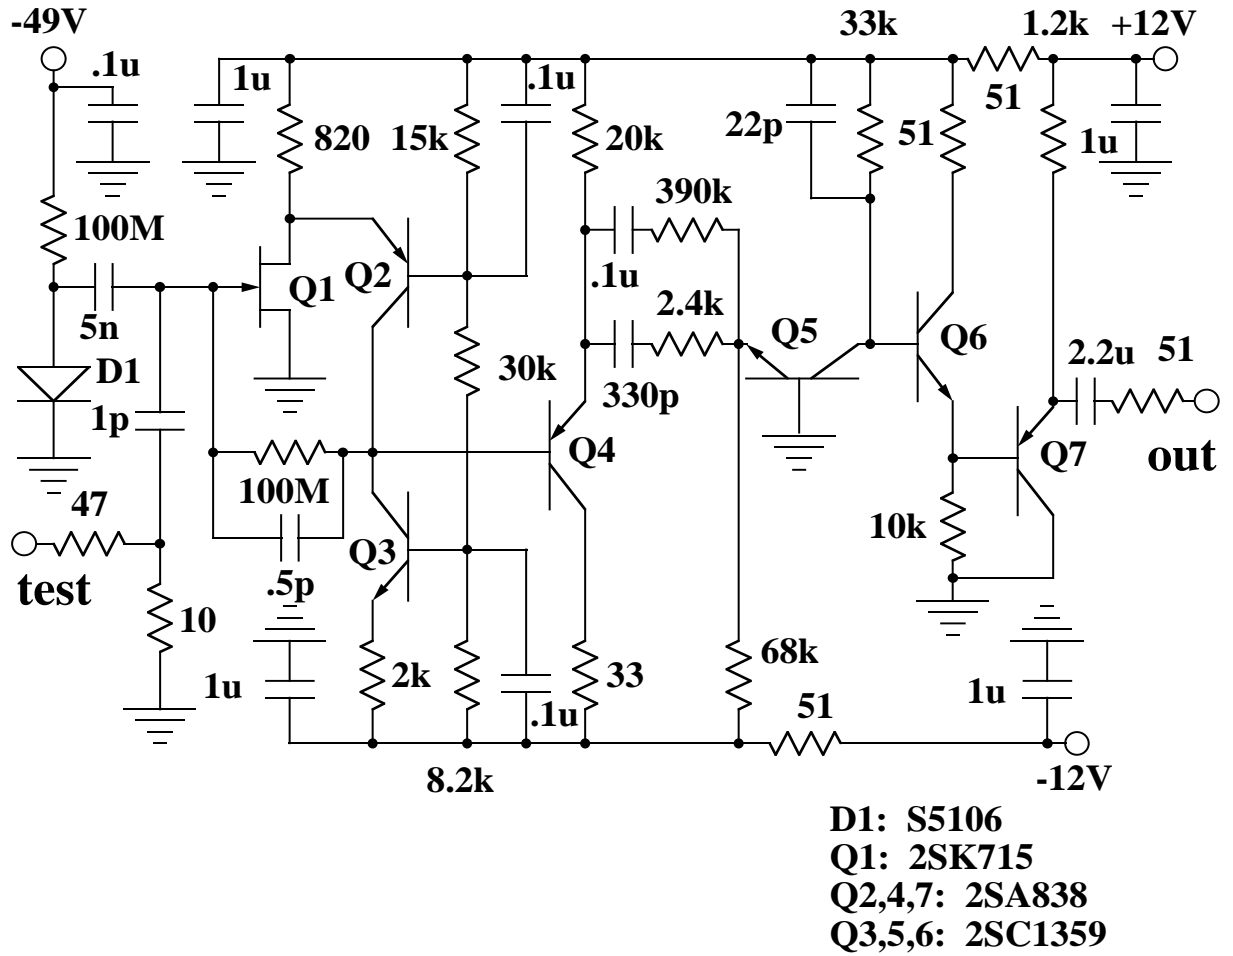 -49V
33k
1.2k
+12V
.1u
1u
.1u
51
820
15k
20k
22p
51
1u
390k
100M
Q2
Q1
.1u
2.4k
5n
Q5
Q6
D1
30k
330p
2.2u
51
1p
Q4
Q7
out
47
100M
10k
Q3
test
.5p
10
1u
2k
33
68k
1u
.1u
51
8.2k
-12V
D1: S5106
Q1: 2SK715
Q2,4,7: 2SA838
Q3,5,6: 2SC1359